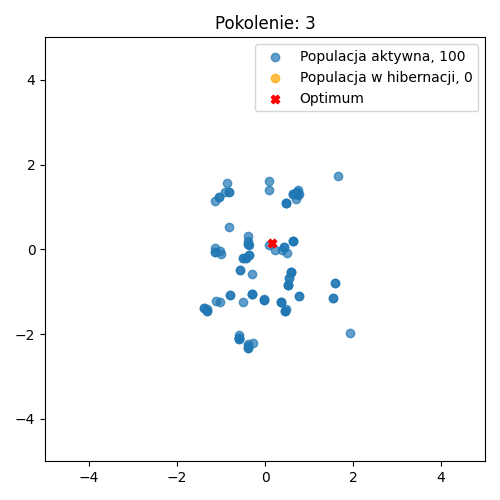 Pokolenie: 3
Populacja aktywna, 100
Populacja w hibernacji, 0
Optimum
4
2
0
−2
−4
−4 −2 0 2 4